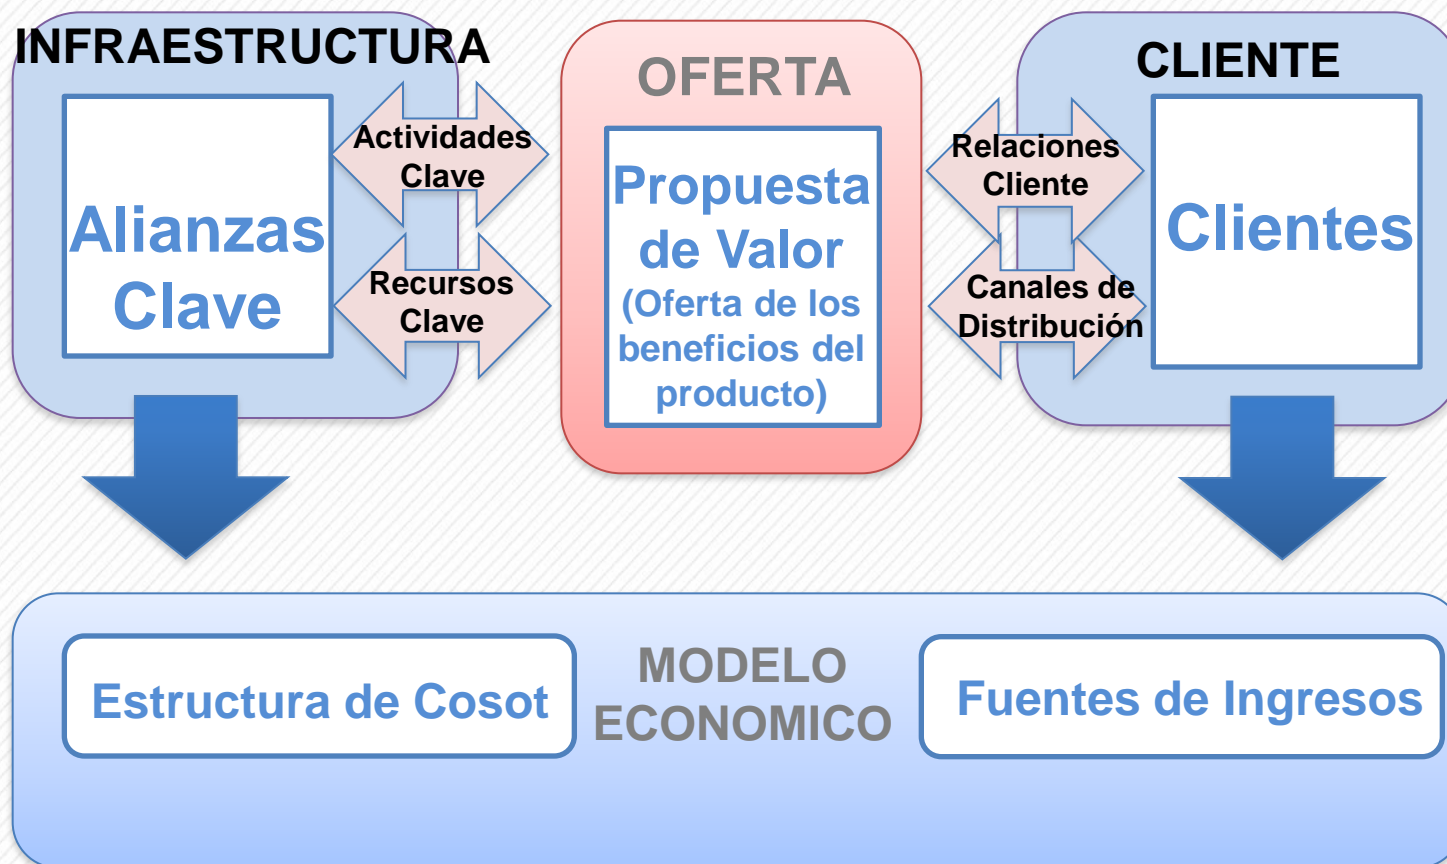 INFRAESTRUCTURA
Alianzas
Clave
Actividades
Clave
Recursos
Clave
OFERTA
Propuesta
de Valor
(Oferta de los
beneficios del
producto)
CLIENTE
Relaciones
Cliente
Canales de
Distribución
Clientes
Estructura de Cosot
MODELO
ECONOMICO
Fuentes de Ingresos